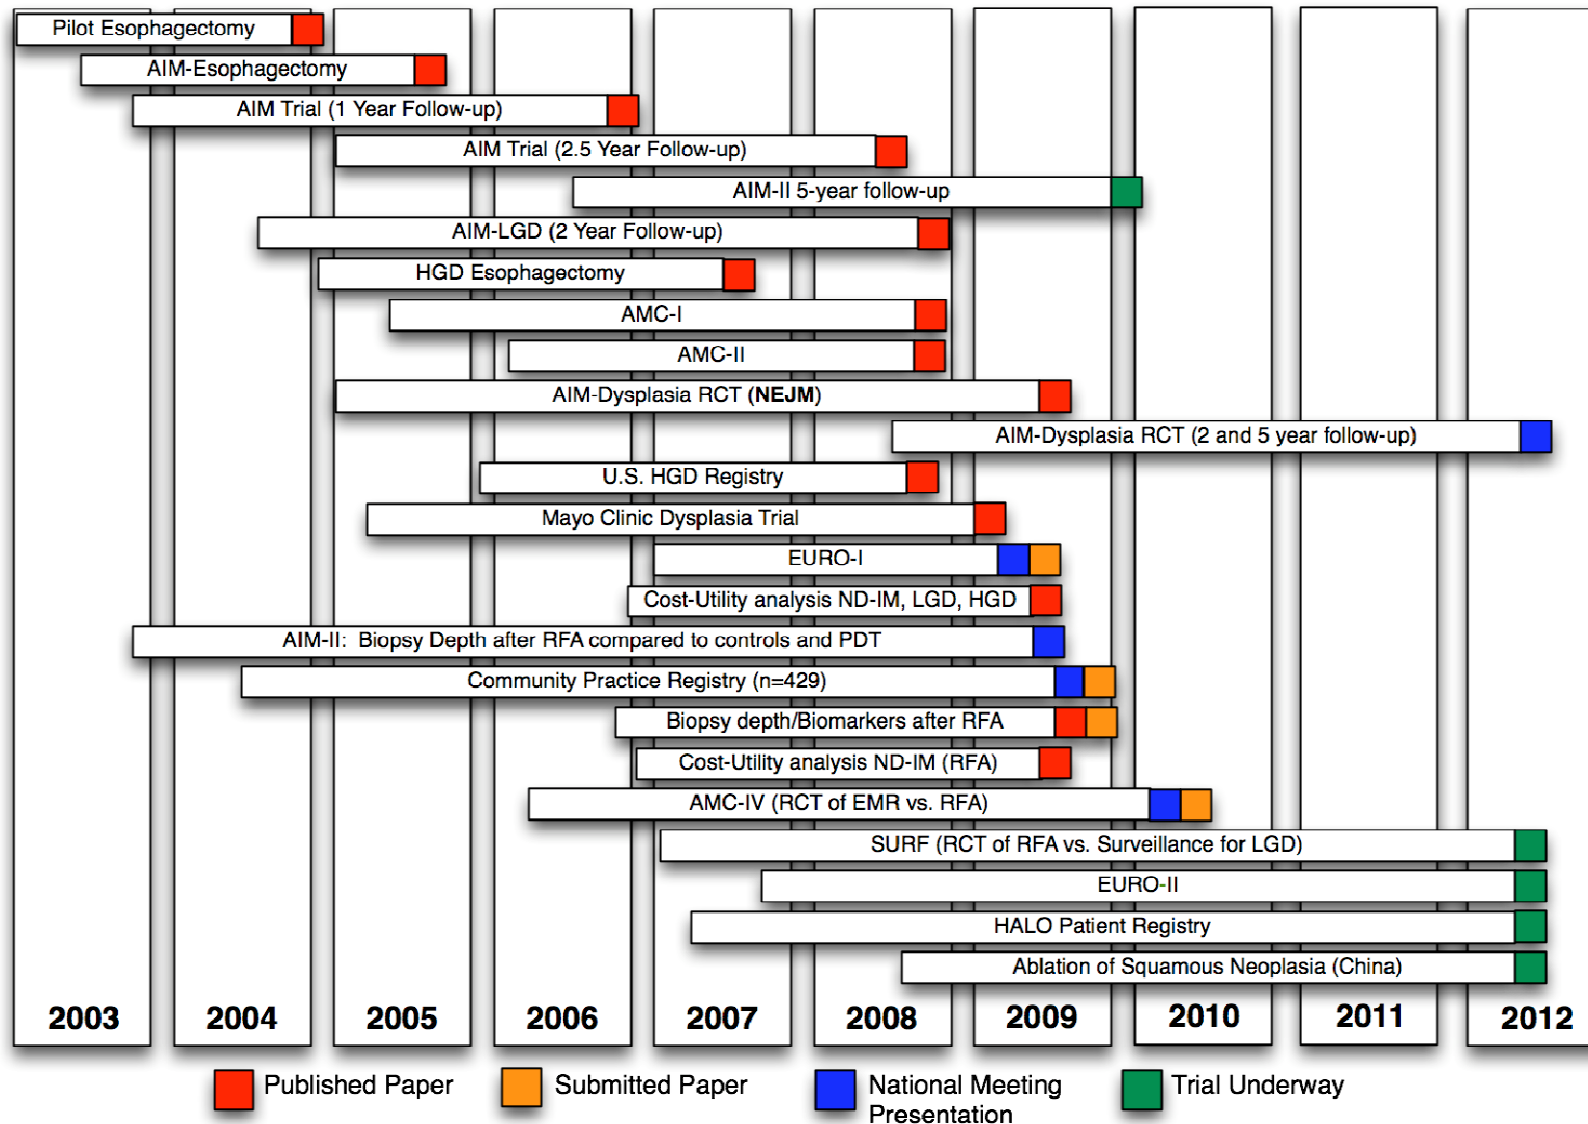 Pilot Esophagectomy
AIM-Esophagectomy
AIM Trial (1 Year Follow-up)
AIM Trial (2.5 Year Follow-up)
AIM-II 5-year follow-up
AIM-LGD (2 Year Follow-up)
HGD Esophagectomy
AMC-I
AMC-II
AIM-Dysplasia RCT (NEJM)
AIM-Dysplasia RCT (2 and 5 year follow-up)
U.S. HGD Registry
Mayo Clinic Dysplasia Trial
EURO-I
Cost-Utility analysis ND-IM, LGD, HGD
AIM-II: Biopsy Depth after RFA compared to controls and PDT
Community Practice Registry (n=429)
Biopsy depth/Biomarkers after RFA
Cost-Utility analysis ND-IM (RFA)
AMC-IV (RCT of EMR vs. RFA)
SURF (RCT of RFA vs. Surveillance for LGD)
EURO-II
HALO Patient Registry
Ablation of Squamous Neoplasia (China)
2003 2004 2005 2006 2007 2008 2009 2010 2011 2012
Published Paper Submitted Paper National Meeting Trial Underway
Presentation